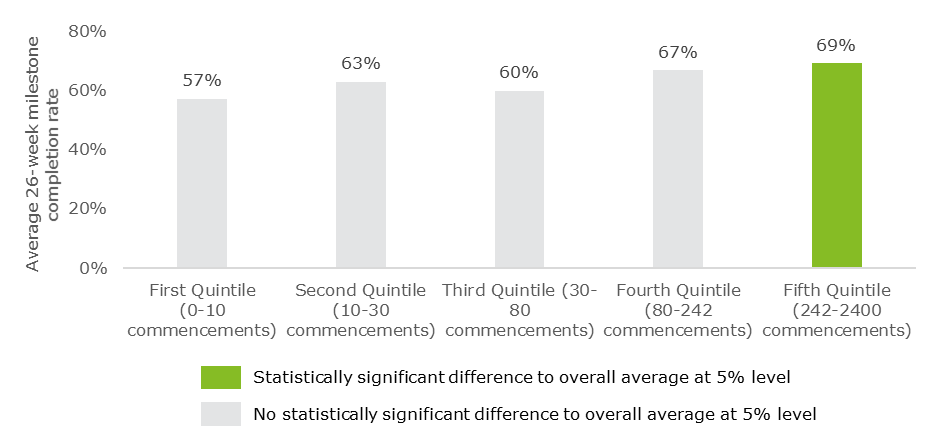 Average 26-week milestone
completion rate
80%
60%
40%
20%
0%
57%
63%
60%
67%
69%
First Quintile
(0-10
commencements)
Second Quintile
(10-30
commencements)
Third Quintile (30-
80
commencements)
Fourth Quintile
(80-242
commencements)
Fifth Quintile
(242-2400
commencements)
Statistically significant difference to overall average at 5% level
No statistically significant difference to overall average at 5% level